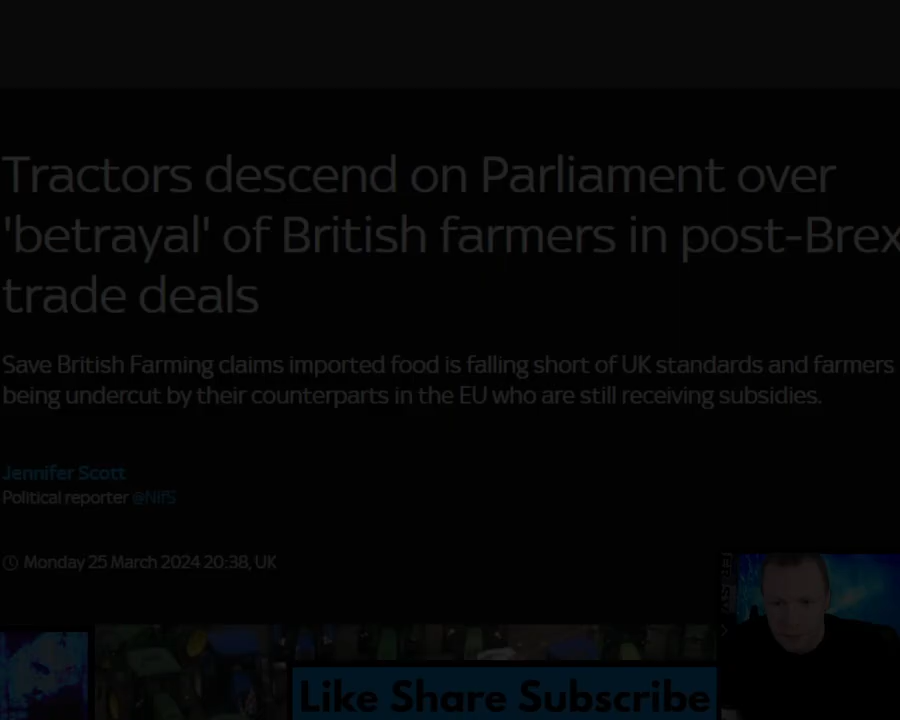 Tractors descend on Parliament over
'betrayal' of British farmers in post-Brex
trade deals
Save British Farming claims imported food is falling short of UK standards and farmers
being undercut by their counterparts in the EU who are still receiving subsidies.
Jennifer Scott
Political reporter @NifS
Monday 25 March 2024 20:38, UK
Like Share Subscribe